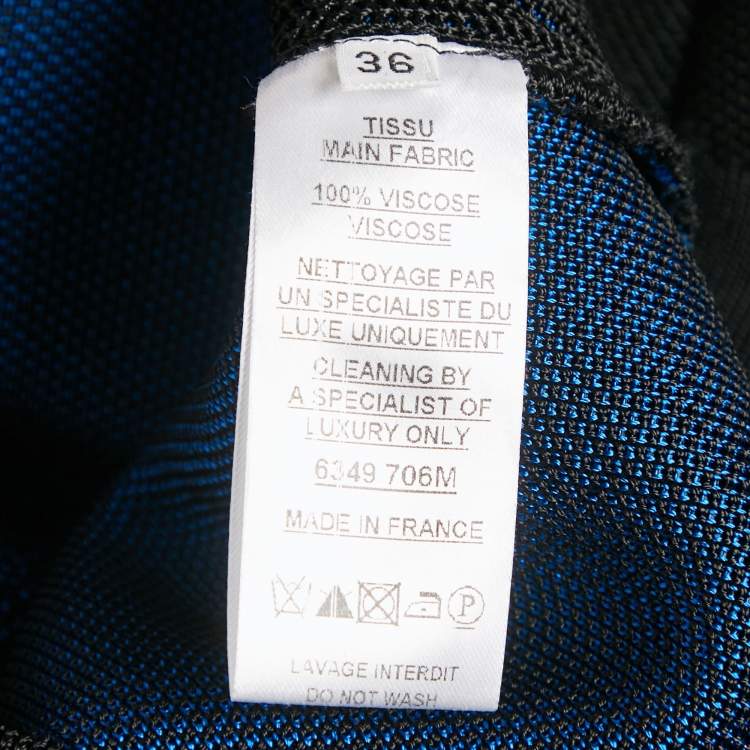 36
TISSU
MAIN FABRIC
100% VISCOSE
VISCOSE
NETTOYAGE PAR
UN SPECIALISTE DU
LUXE UNIQUEMENT
CLEANING BY
A SPECIALIST OF
LUXURY ONLY
6349 706M
MADE IN FRANCE
P
LAVAGE INTERDIT
DO NOT WASH